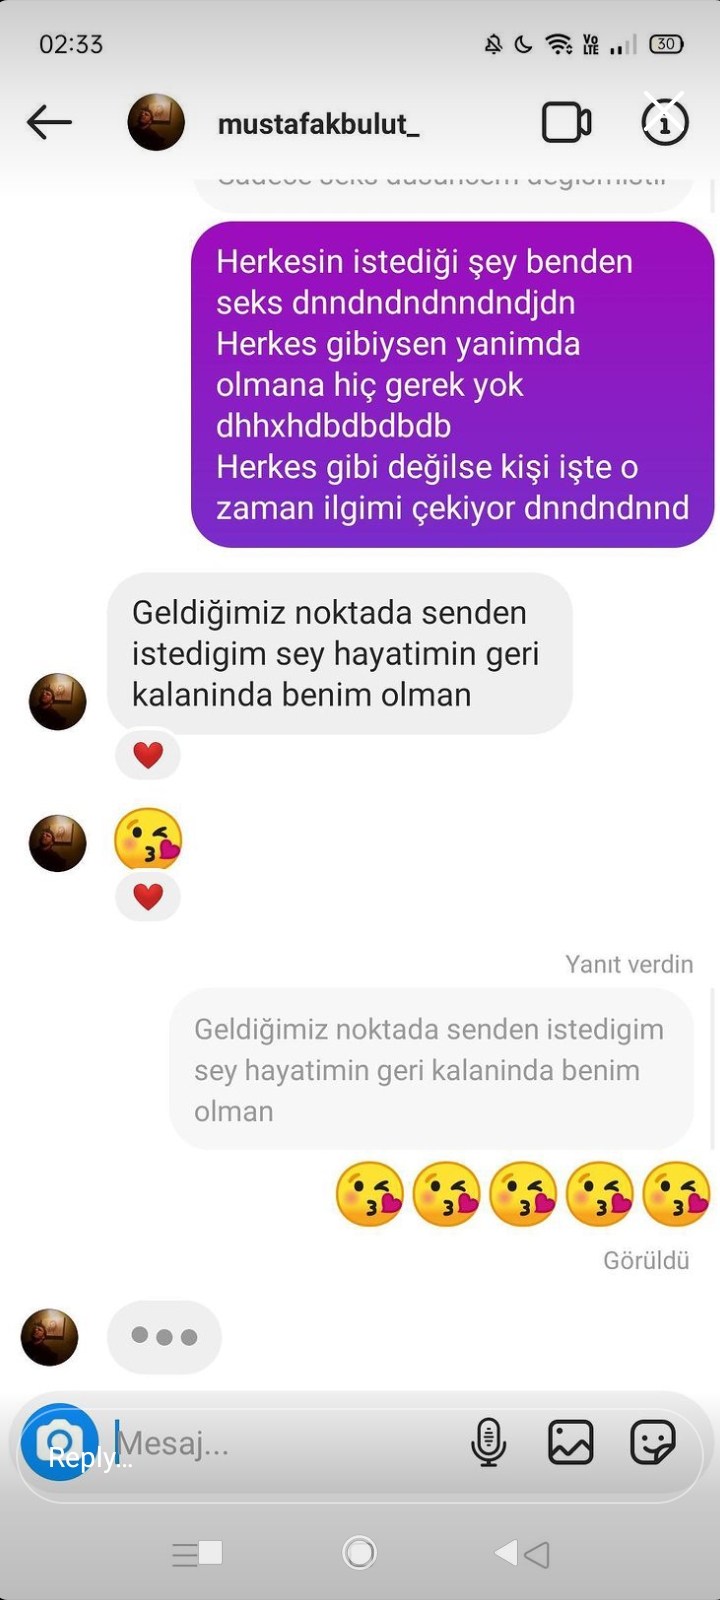 02:33
Vo
LTE
30
mustafakbulut_
Herkesin istediği şey benden
seks dnndndndnndndjdn
Herkes gibiysen yanimda
olmana hiç gerek yok
dhhxhdbdbdbdb
Herkes gibi değilse kişi işte o
zaman ilgimi çekiyor dnndndnnd
Geldiğimiz noktada senden
istedigim sey hayatimin geri
kalaninda benim olman
Yanıt verdin
Geldiğimiz noktada senden istedigim
sey hayatimin geri kalaninda benim
olman
Görüldü
Mesaj...
Reply...